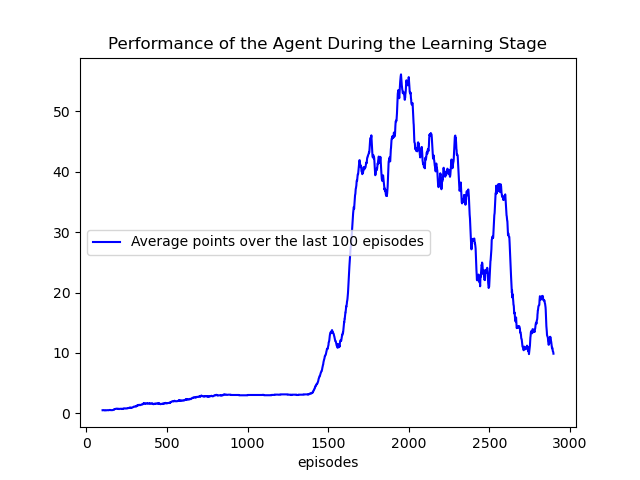 Performance of the Agent During the Learning Stage
50
40
30
Average points over the last 100 episodes
20
10
0
0 500 1000 1500 2000 2500 3000
episodes